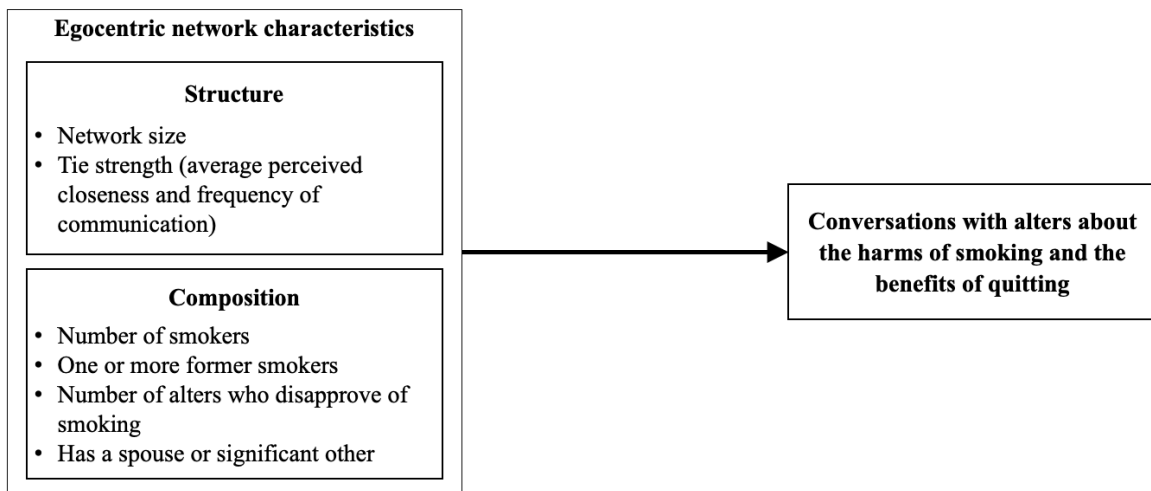 Egocentric network characteristics
Structure
• Network size
• Tie strength (average perceived
closeness and frequency of
communication)
Composition
• Number of smokers
• One or more former smokers
• Number of alters who disapprove of
smoking
• Has a spouse or significant other
Conversations with alters about
the harms of smoking and the
benefits of quitting